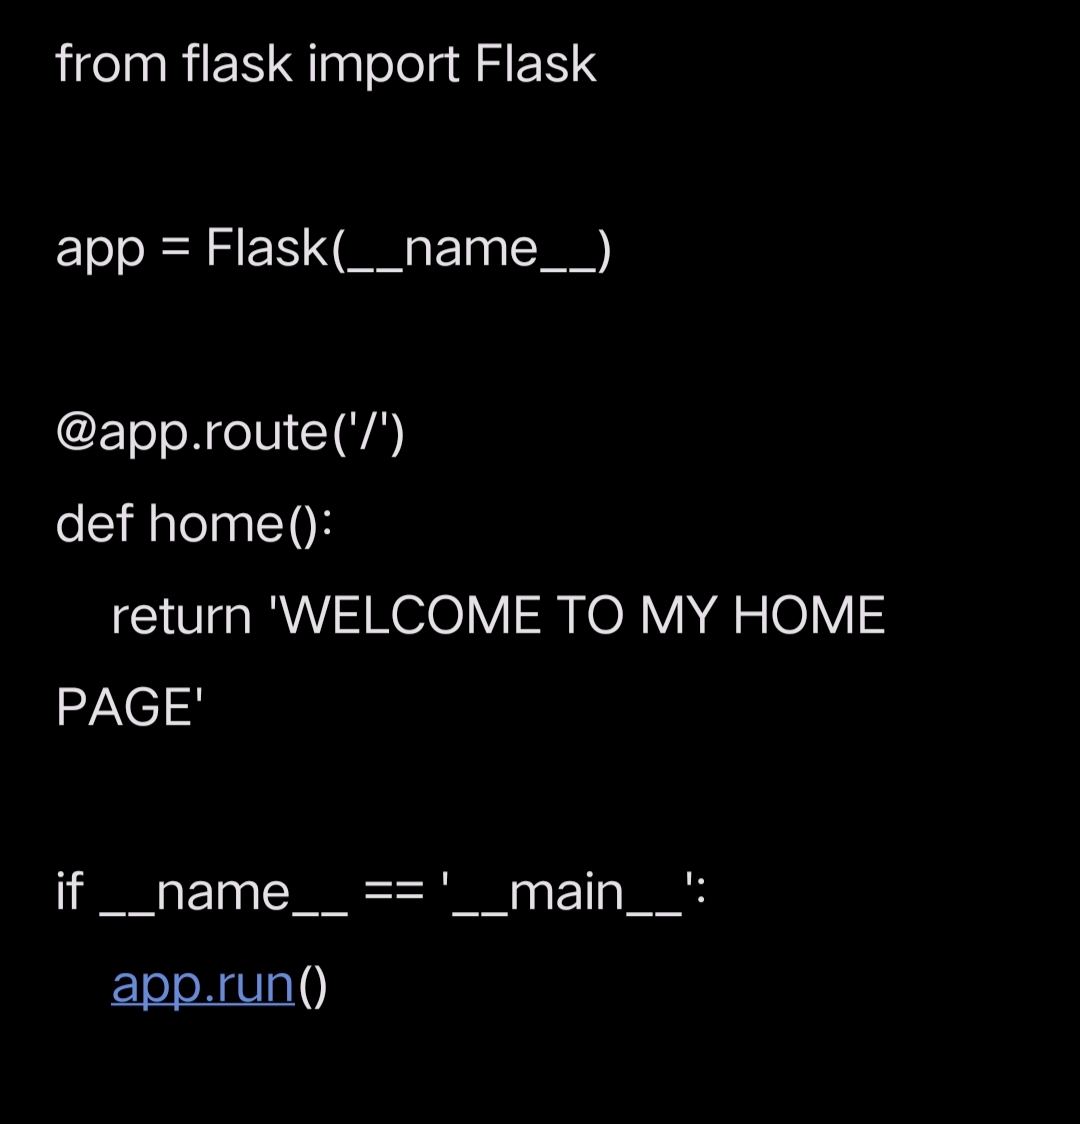 from flask import Flask
app = Flask(__name__)
@app.route('/')
def home():
    return 'WELCOME TO MY HOME
PAGE'
if __name__ == '__main__':
    app.run()